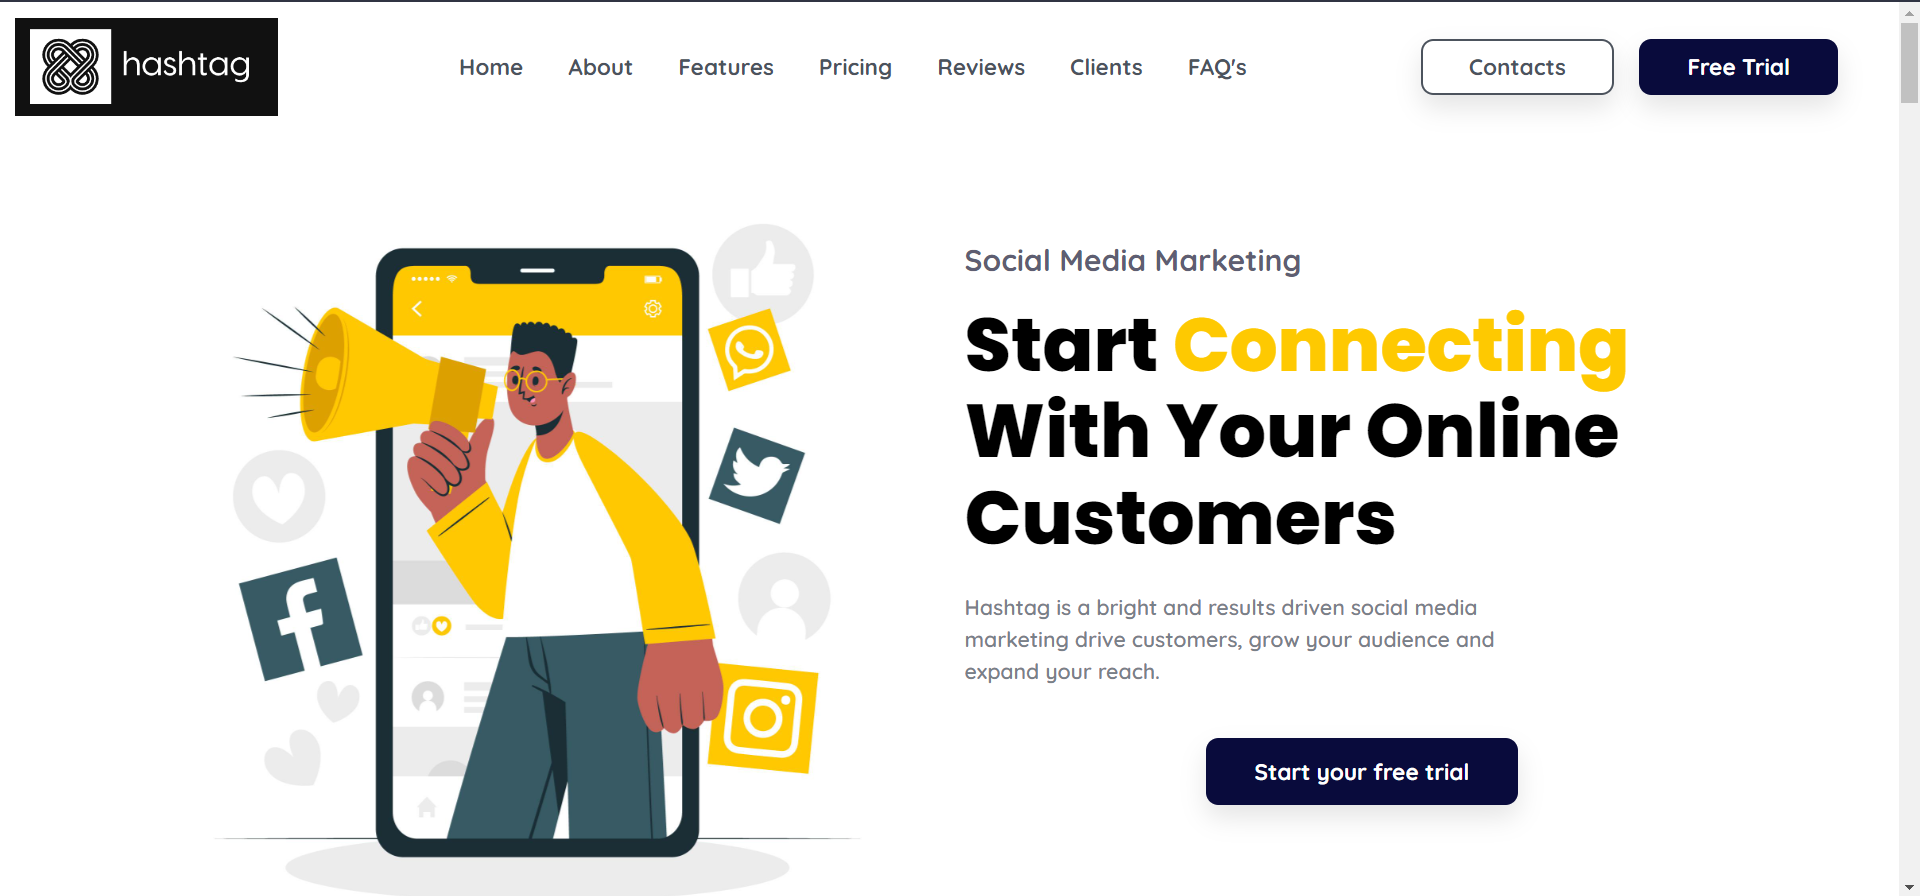 hashtag
Home About Features Pricing Reviews Clients FAQ's
Contacts Free Trial
Social Media Marketing
Start Connecting
With Your Online
Customers
Hashtag is a bright and results driven social media
marketing drive customers, grow your audience and
expand your reach.
Start your free trial